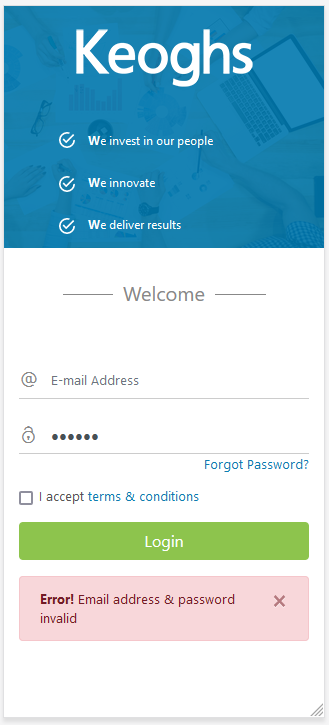 Keoghs
We invest in our people
We innovate
We deliver results
Welcome
@ E-mail Address
••••••
Forgot Password?
I accept terms & conditions
Login
Error! Email address & password
invalid